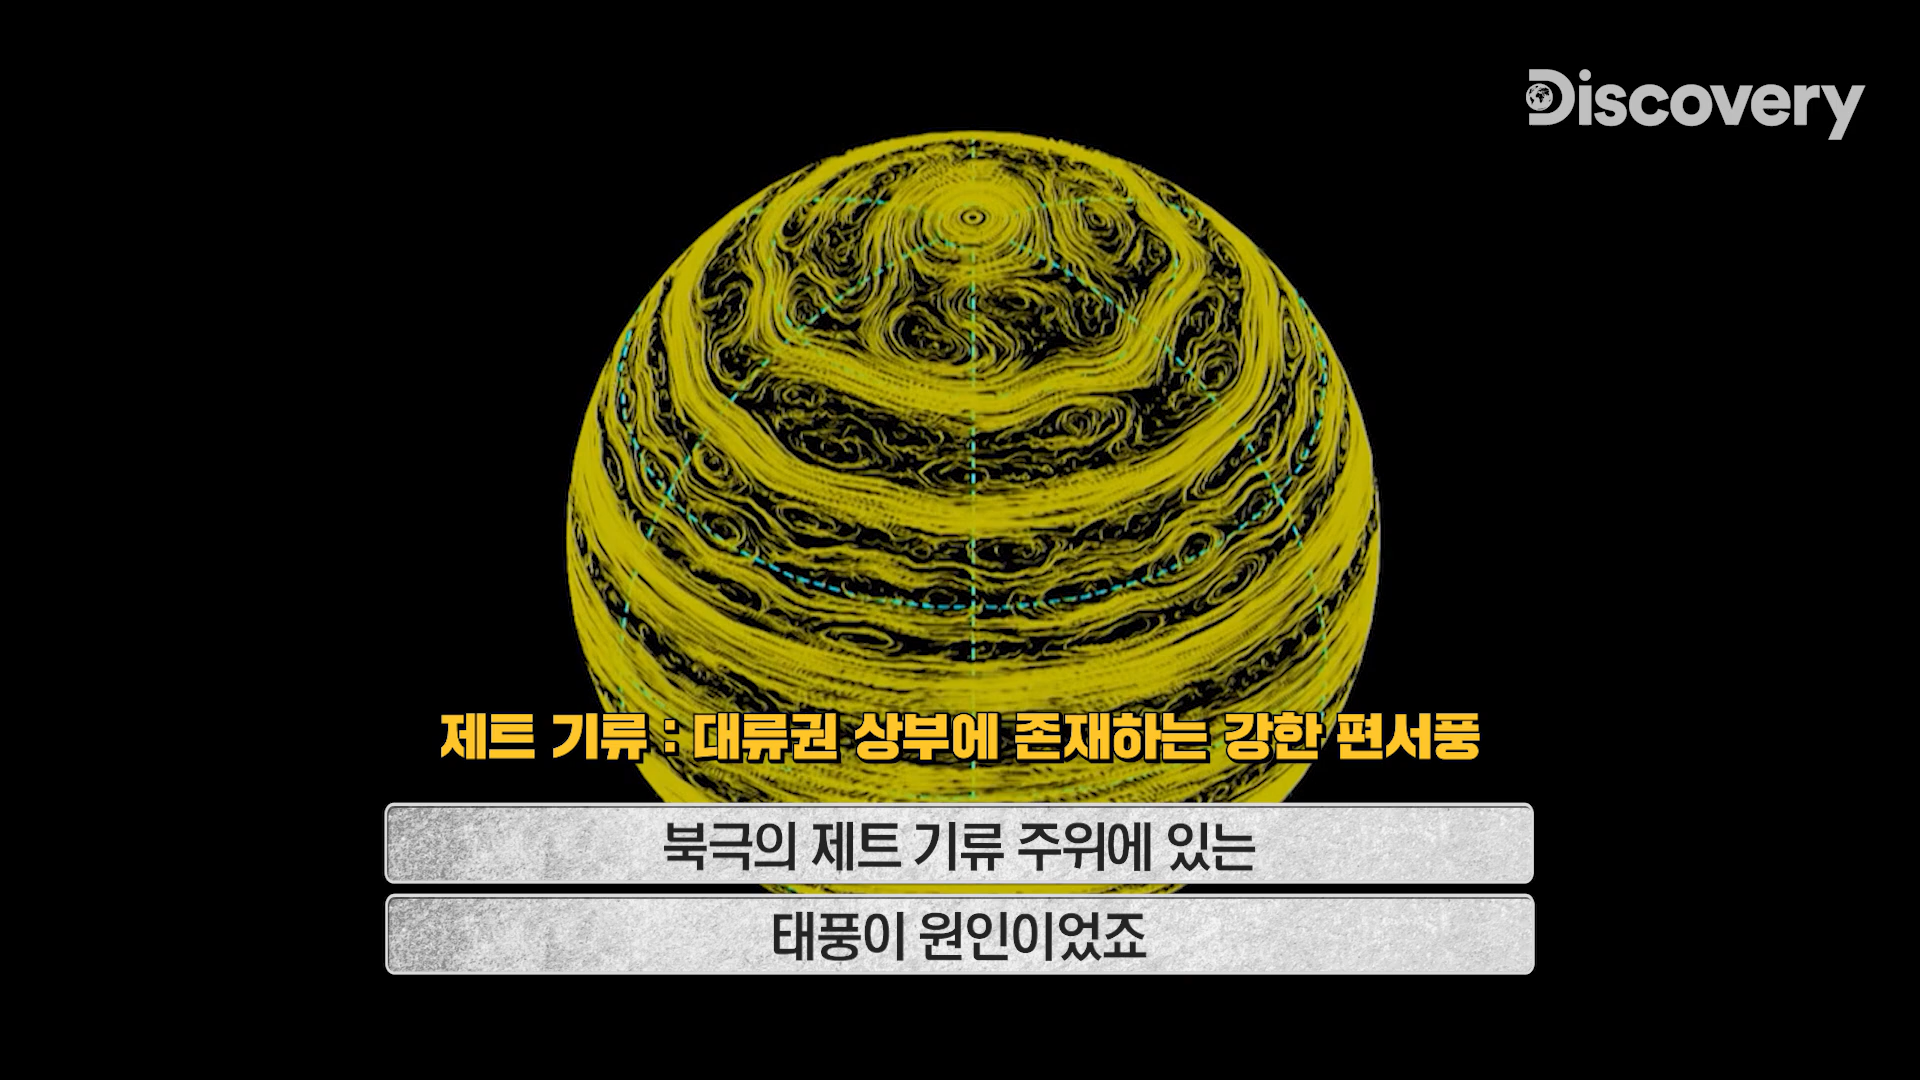 Discovery
제트 기류 : 대류권 상부에 존재하는 강한 편서풍
북극의 제트 기류 주위에 있는
태풍이 원인이었죠